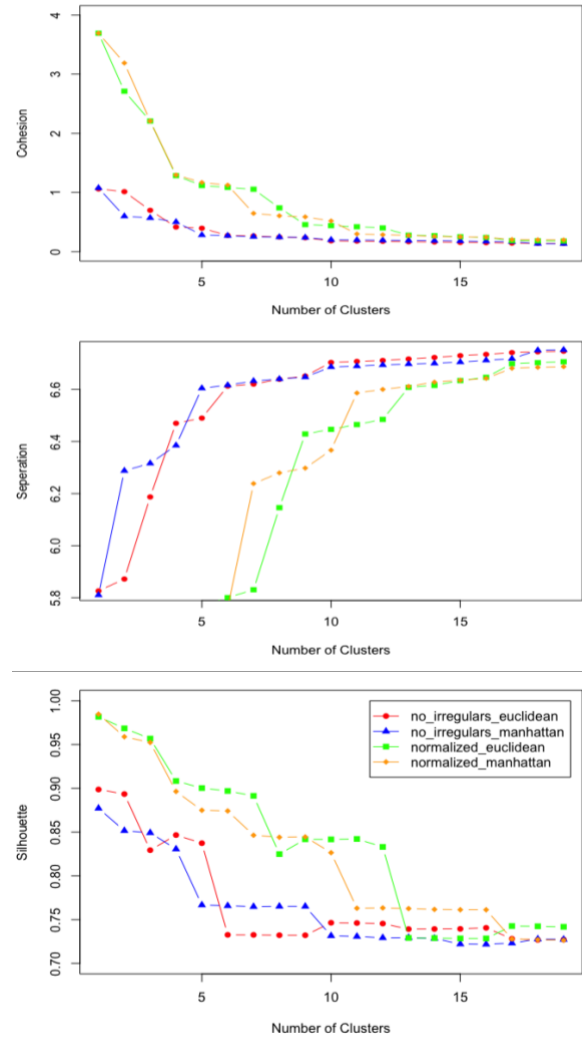 Cohesion
4
3
2
1
0
5
10
15
Number of Clusters
Seperation
6.6
6.4
6.2
6.0
5.8
5
10
15
Number of Clusters
Silhouette
1.00
0.95
0.90
0.85
0.80
0.75
0.70
no_irregulars_euclidean
no_irregulars_manhattan
normalized_euclidean
normalized_manhattan
5
10
15
Number of Clusters